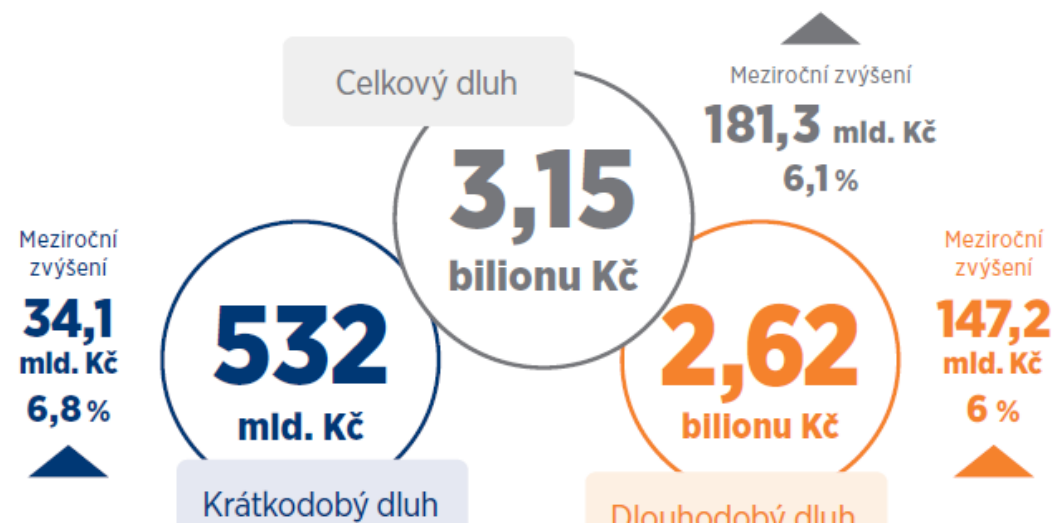 Celkový dluh
3,15
bilionu Kč
Meziroční zvýšení
181,3 mld. Kč
6,1 %
Meziroční
zvýšení
34,1
mld. Kč
6,8 %
532
mld. Kč
Krátkodobý dluh
2,62
bilionu Kč
Dlouhodobý dluh
Meziroční
zvýšení
147,2
mld. Kč
6 %